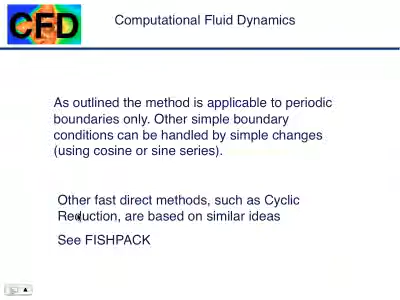 CFD
Computational Fluid Dynamics
As outlined the method is applicable to periodic
boundaries only. Other simple boundary
conditions can be handled by simple changes
(using cosine or sine series).
Other fast direct methods, such as Cyclic
Reduction, are based on similar ideas
See FISHPACK